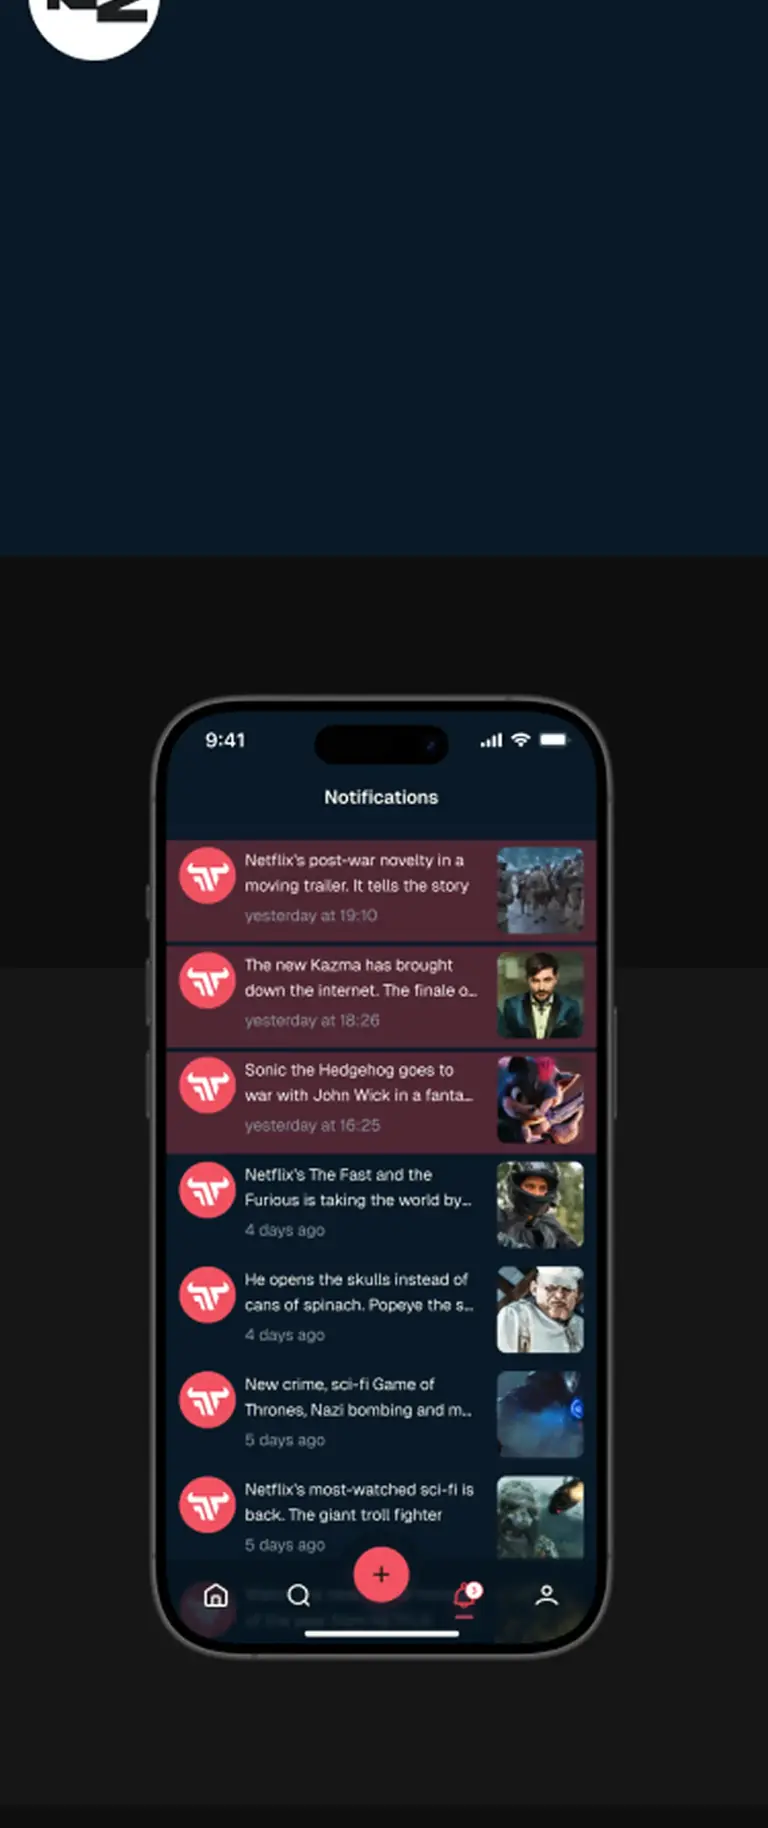 9:41
Notifications
Netflix's post-war novelty in a
moving trailer. It tells the story
yesterday at 19:10
The new Kazma has brought
down the internet. The finale o...
yesterday at 18:26
Sonic the Hedgehog goes to
war with John Wick in a fanta...
yesterday at 16:25
Netflix's The Fast and the
Furious is taking the world by...
4 days ago
He opens the skulls instead of
cans of spinach. Popeye the s...
4 days ago
New crime, sci-fi Game of
Thrones, Nazi bombing and m...
5 days ago
Netflix's most-watched sci-fi is
back. The giant troll fighter
5 days ago